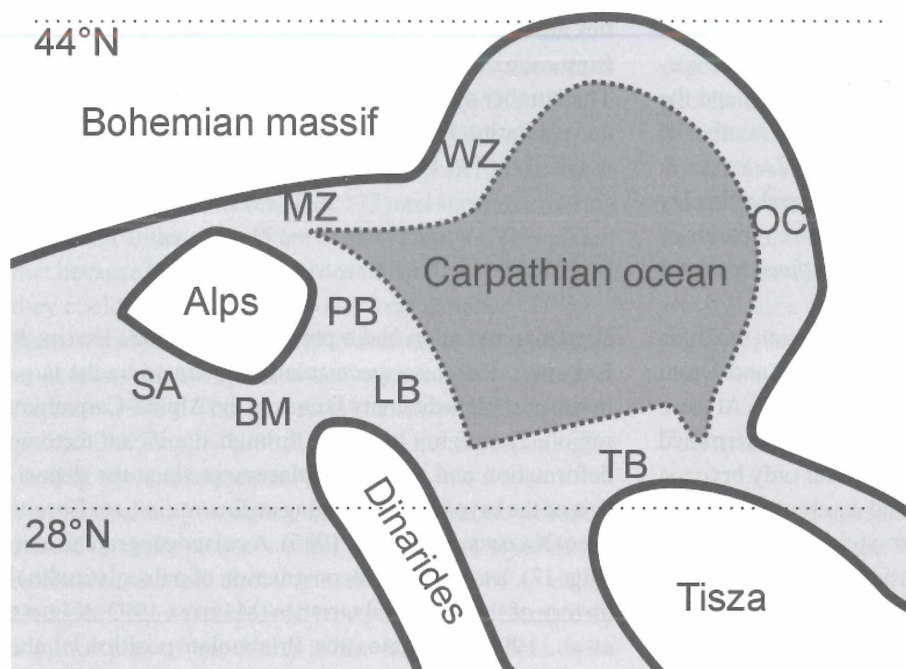 44°N
Bohemian massif
WZ
MZ
OC
Carpathian ocean
Alps
PB
SA
LB
BM
TB
Dinarides
28°N
Tisza